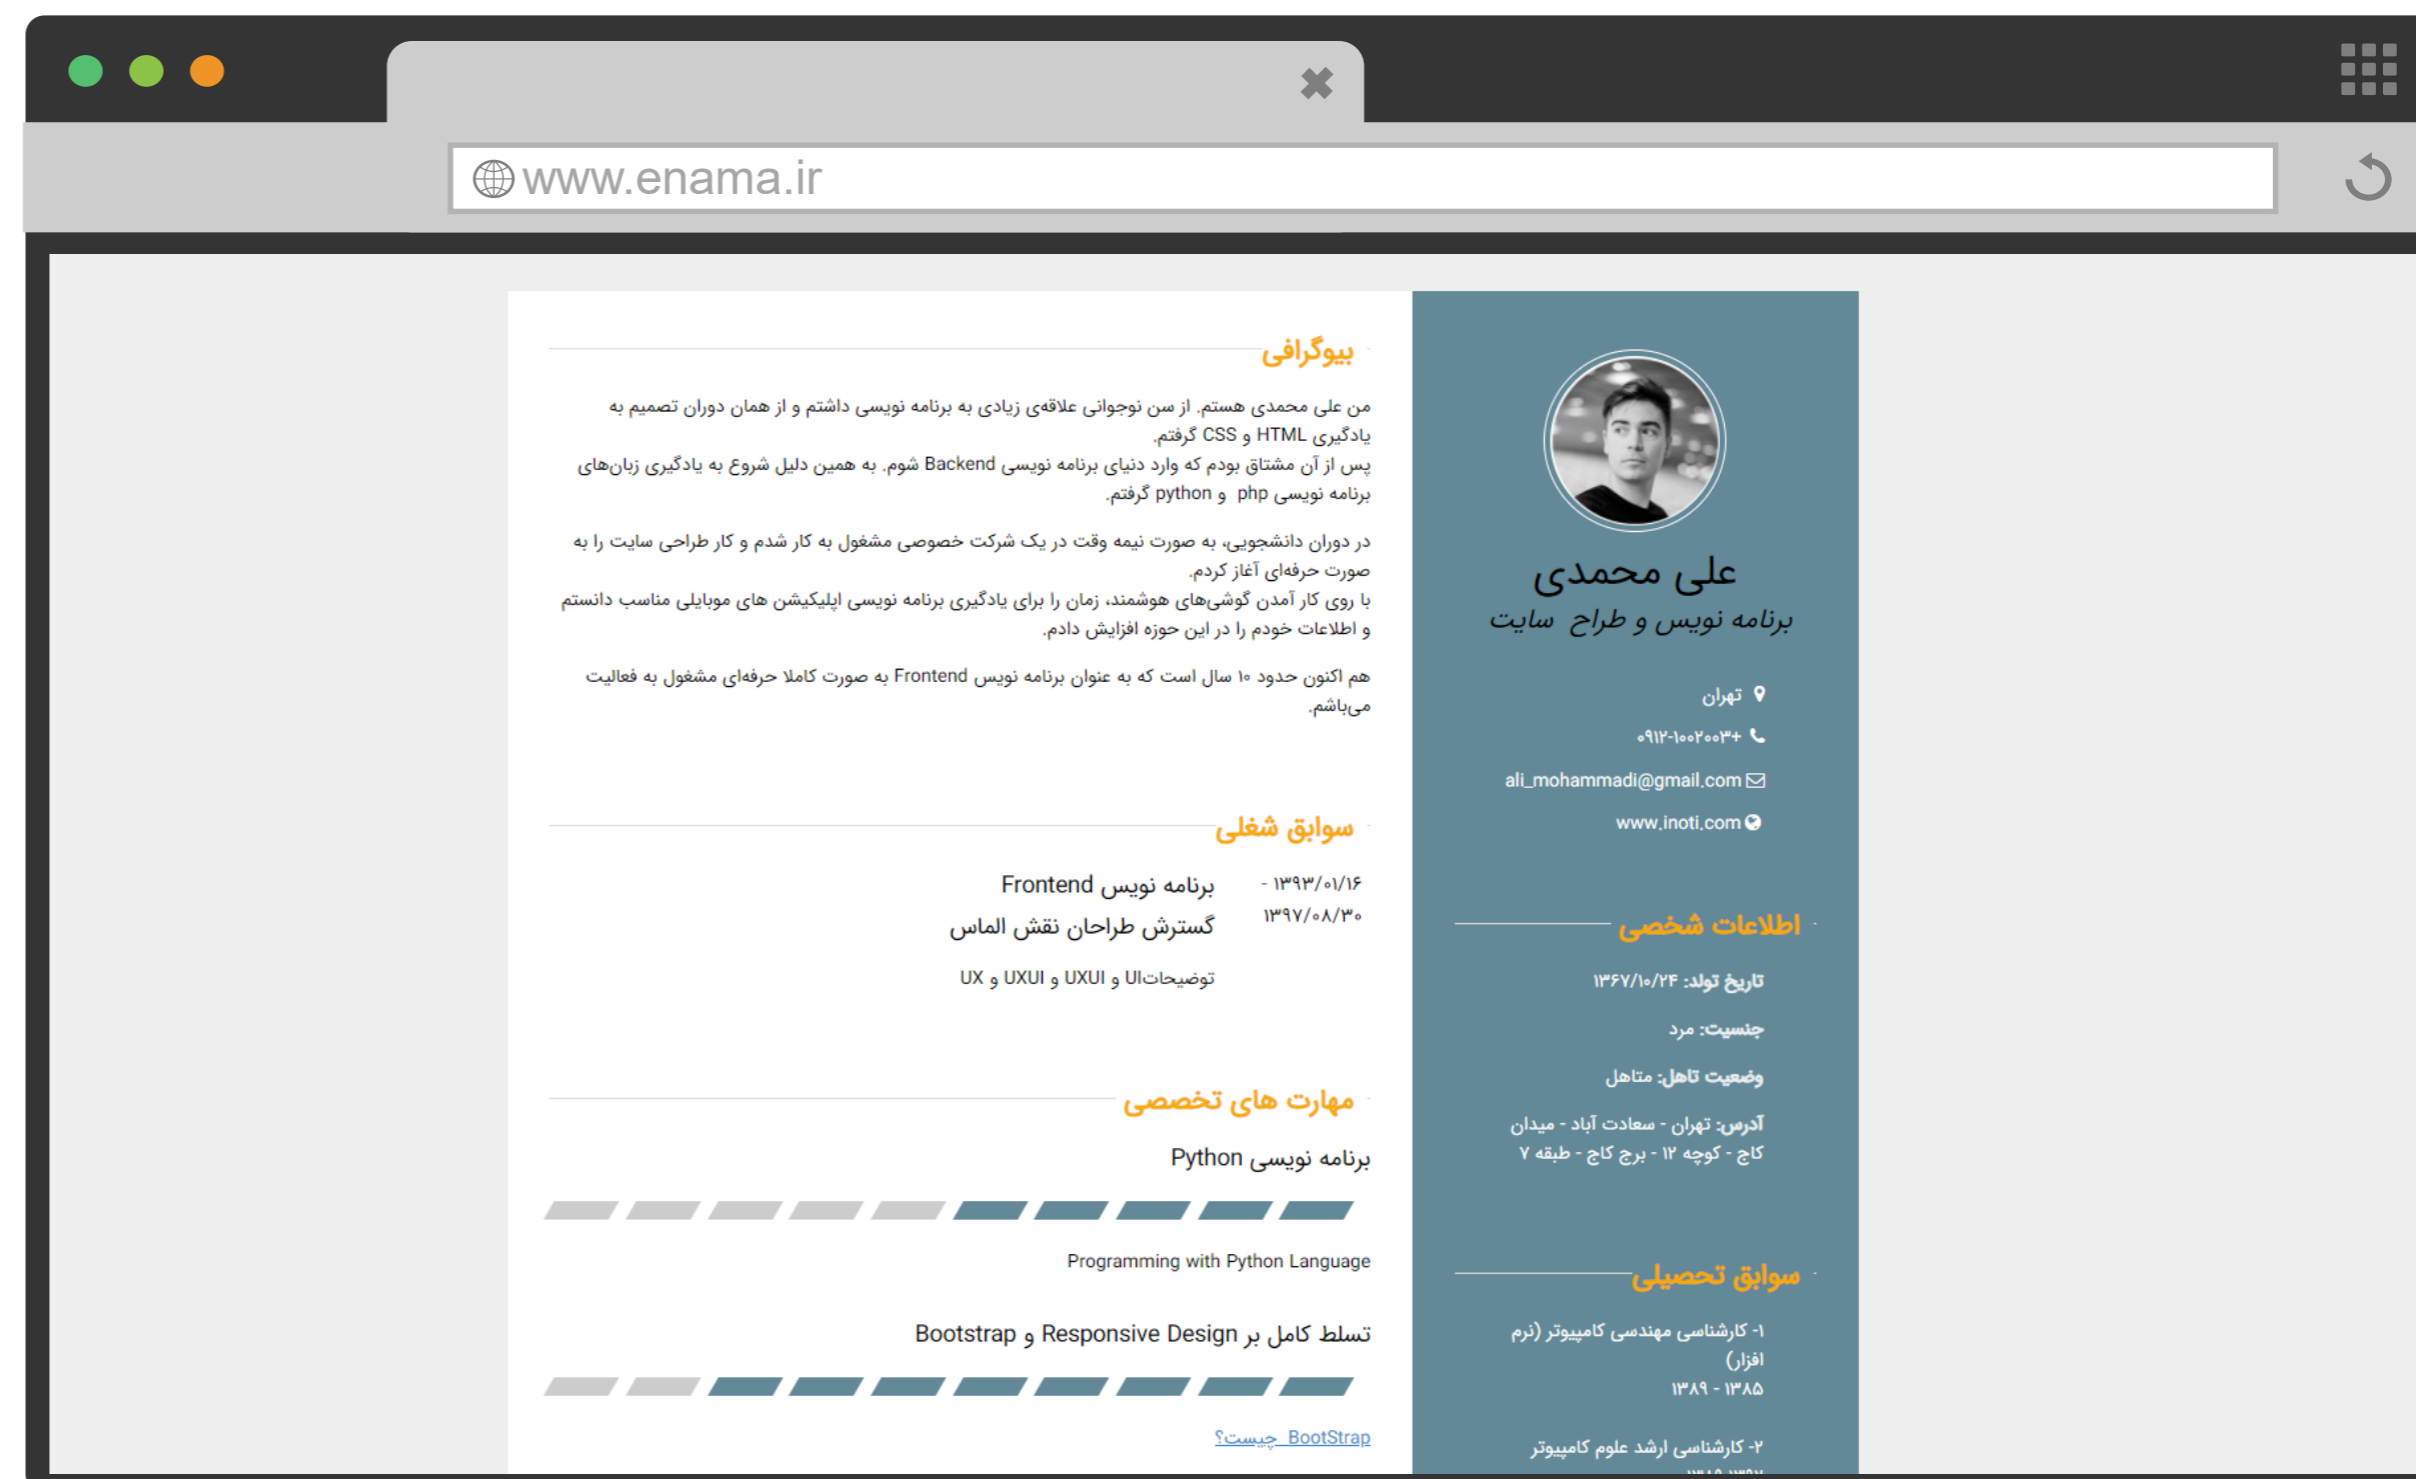 www.enama.ir
علی محمدی
برنامه نویس و طراح سایت
تهران
۰۹۱۲-۱۰۰۲۰۰۳+
ali_mohammadi@gmail.com
www.inoti.com
اطلاعات شخصی
تاریخ تولد: ۱۳۶۷/۱۰/۲۴
جنسیت: مرد
وضعیت تاهل: متاهل
آدرس: تهران - سعادت آباد - میدان
کاج - کوچه ۱۲ - برج کاج - طبقه ۷
سوابق تحصیلی
۱- کارشناسی مهندسی کامپیوتر (نرم
افزار)
۱۳۸۵ - ۱۳۸۹
۲- کارشناسی ارشد علوم کامپیوتر
بیوگرافی
من علی محمدی هستم. از سن نوجوانی علاقه‌ی زیادی به برنامه نویسی داشتم و از همان دوران تصمیم به
یادگیری HTML و CSS گرفتم.
پس از آن مشتاق بودم که وارد دنیای برنامه نویسی Backend شوم. به همین دلیل شروع به یادگیری زبان‌های
برنامه نویسی php و python گرفتم.
در دوران دانشجویی، به صورت نیمه وقت در یک شرکت خصوصی مشغول به کار شدم و کار طراحی سایت را به
صورت حرفه‌ای آغاز کردم.
با روی کار آمدن گوشی‌های هوشمند، زمان را برای یادگیری برنامه نویسی اپلیکیشن های موبایلی مناسب دانستم
و اطلاعات خودم را در این حوزه افزایش دادم.
هم اکنون حدود ۱۰ سال است که به عنوان برنامه نویس Frontend به صورت کاملا حرفه‌ای مشغول به فعالیت
می‌باشم.
سوابق شغلی
۱۳۹۳/۰۱/۱۶ -
۱۳۹۷/۰۸/۳۰
برنامه نویس Frontend
گسترش طراحان نقش الماس
توضیحاتUI و UXUI و UXUI و UX
مهارت های تخصصی
برنامه نویسی Python
Programming with Python Language
تسلط کامل بر Responsive Design و Bootstrap
BootStrap چیست؟